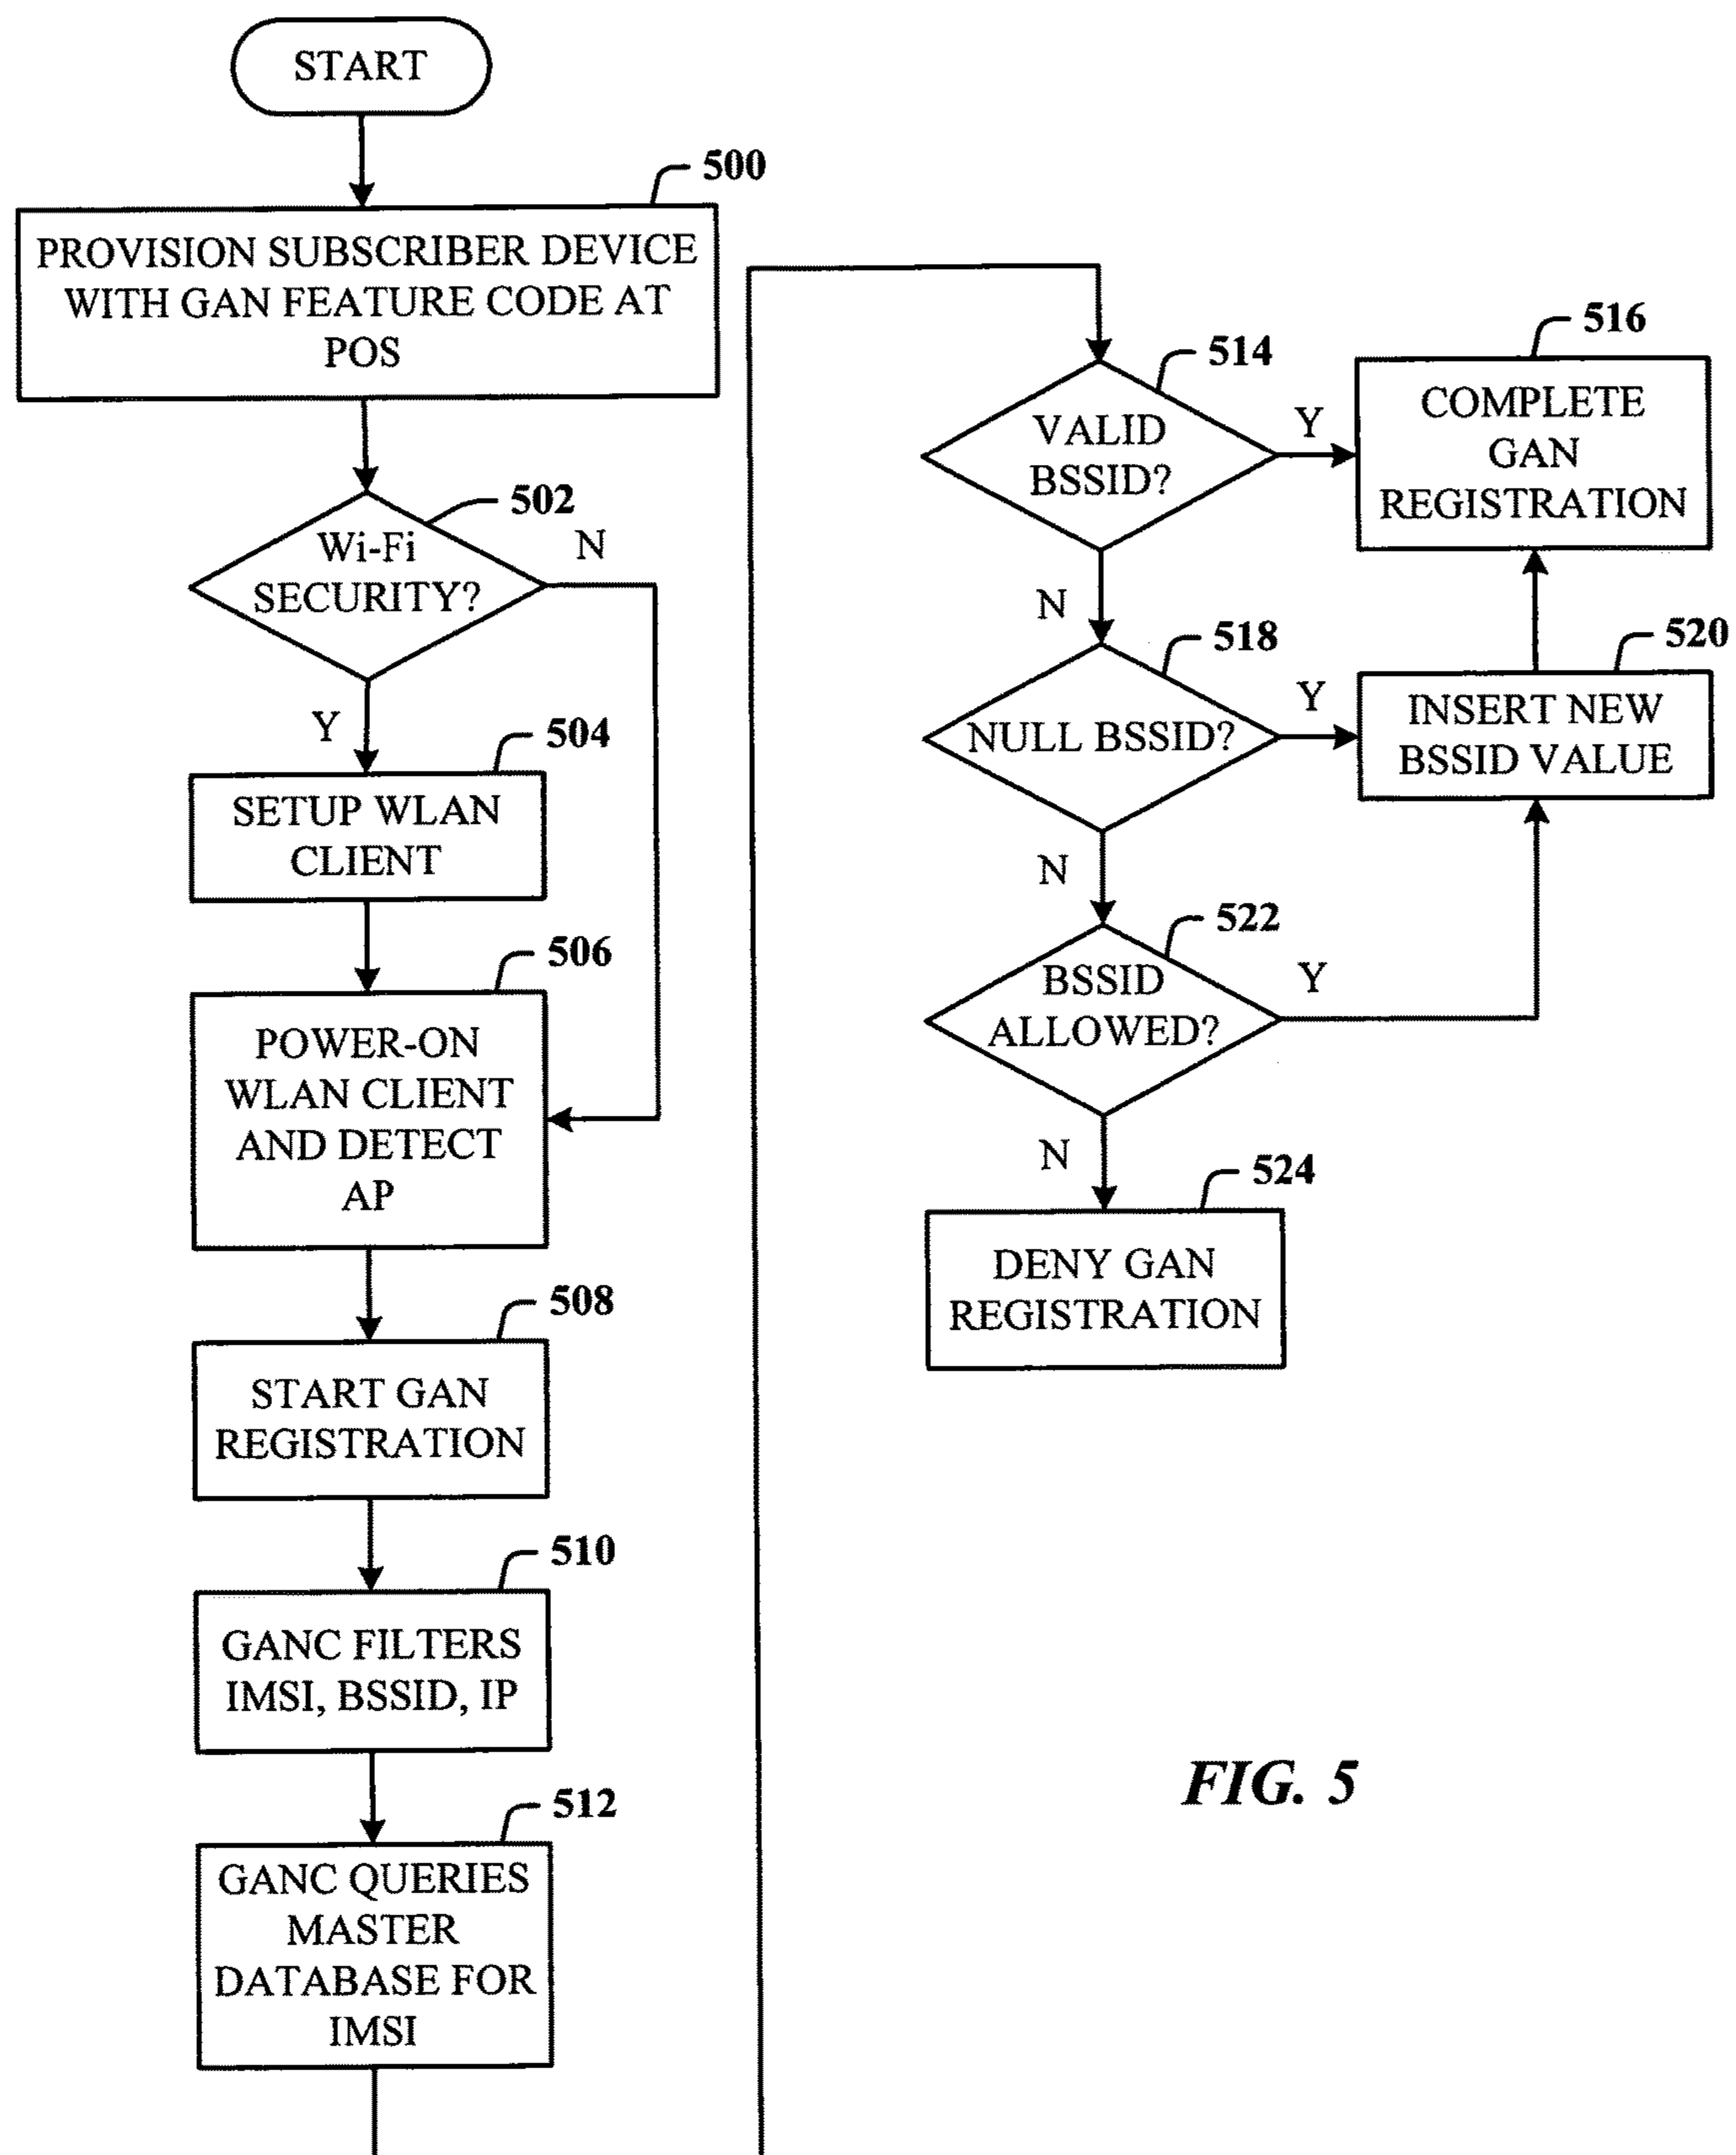 START
500
PROVISION SUBSCRIBER DEVICE
WITH GAN FEATURE CODE AT
POS
502
Wi-Fi
SECURITY?
N
Y
504
SETUP WLAN
CLIENT
506
POWER-ON
WLAN CLIENT
AND DETECT
AP
508
START GAN
REGISTRATION
510
GANC FILTERS
IMSI, BSSID, IP
512
GANC QUERIES
MASTER
DATABASE FOR
IMSI
514
VALID
BSSID?
Y
N
516
COMPLETE
GAN
REGISTRATION
518
NULL BSSID?
Y
N
520
INSERT NEW
BSSID VALUE
522
BSSID
ALLOWED?
Y
N
524
DENY GAN
REGISTRATION
FIG. 5